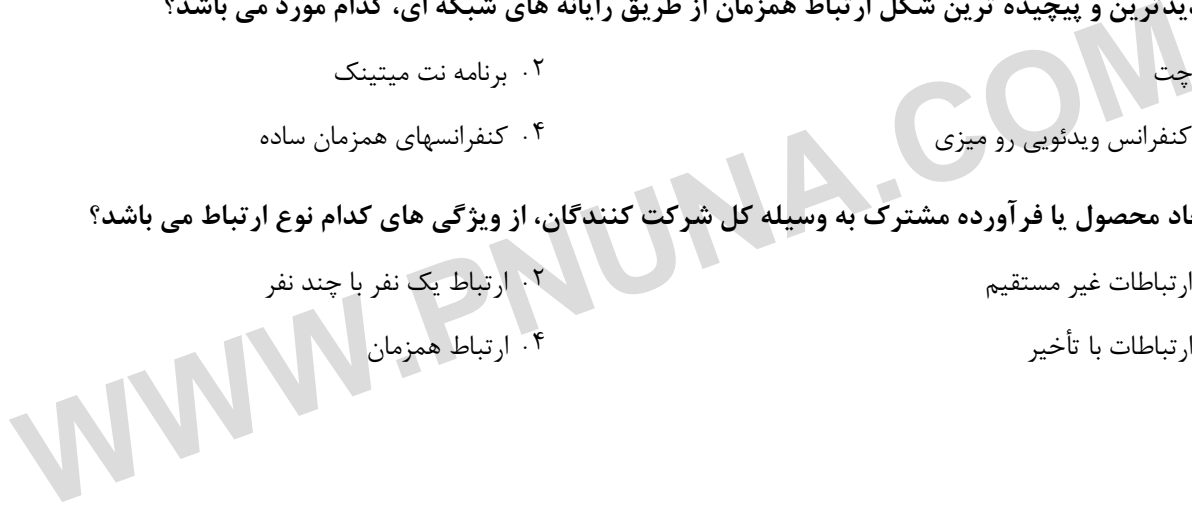 یدترین و پیچیده ترین شکل ارتباط همزمان از طریق رایانه های شبکه ای، کدام مورد می باشد؟
چت ۲. برنامه نت میتینک
کنفرانس ویدئویی رو میزی ۴. کنفرانسهای همزمان ساده
اد محصول یا فرآورده مشترک به وسیله کل شرکت کنندگان، از ویژگی های کدام نوع ارتباط می باشد؟
ارتباطات غیر مستقیم ۲. ارتباط یک نفر با چند نفر
ارتباطات با تأخیر ۴. ارتباط همزمان
WWW.PNUNA.COM